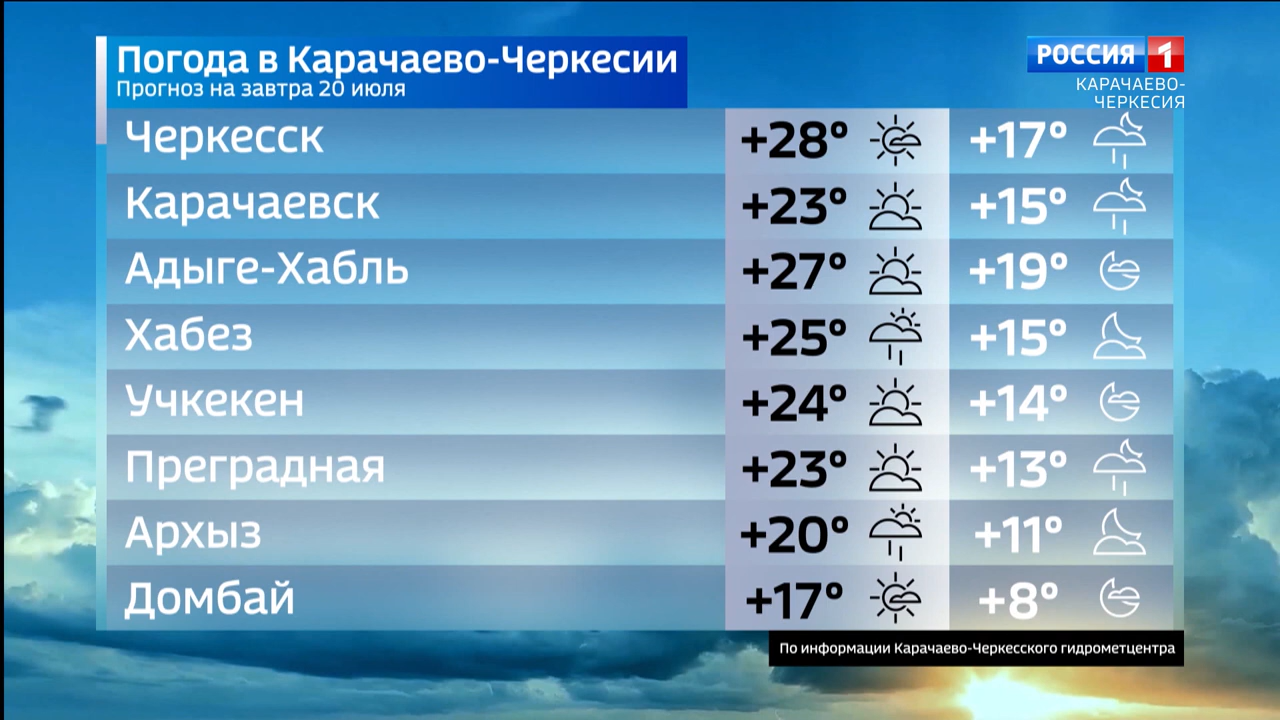 Погода в Карачаево-Черкесии
Прогноз на завтра 20 июля
РОССИЯ 1
КАРАЧАЕВО-
ЧЕРКЕСИЯ
Черкесск +28° +17°
Карачаевск +23° +15°
Адыге-Хабль +27° +19°
Хабез +25° +15°
Учкекен +24° +14°
Преградная +23° +13°
Архыз +20° +11°
Домбай +17° +8°
По информации Карачаево-Черкесского гидрометцентра